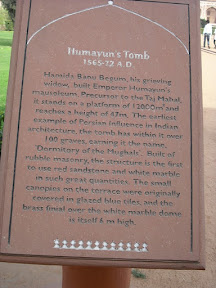 Humayun's Tomb
1565-72 A.D.
Hamida Banu Begum, his grieving
widow, built Emperor Humayun's
mausoleum. Precursor to the Taj Mahal,
it stands on a platform of 12000m² and
reaches a height of 47m. The earliest
example of Persian influence in Indian
architecture, the tomb has within it over
100 graves, earning it the name,
'Dormitory of the Mughals'. Built of
rubble masonry, the structure is the first
to use red sandstone and white marble
in such great quantities. The small
canopies on the terrace were originally
covered in glazed blue tiles, and the
brass finial over the white marble dome
is itself 6 m high.